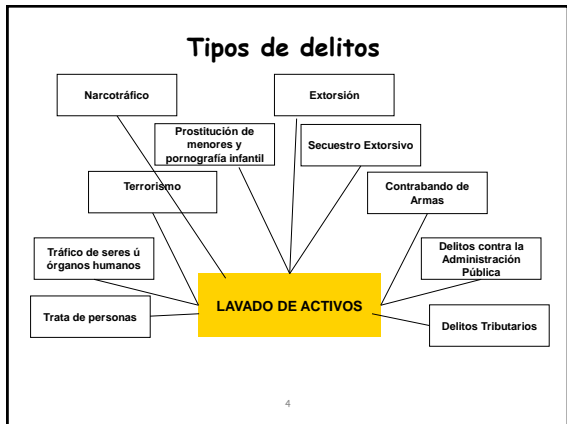 Tipos de delitos
Narcotráfico
Extorsión
Prostitución de
menores y
pornografía infantil
Secuestro Extorsivo
Terrorismo
Contrabando de
Armas
Tráfico de seres ú
órganos humanos
Delitos contra la
Administración
Pública
LAVADO DE ACTIVOS
Trata de personas
Delitos Tributarios
4